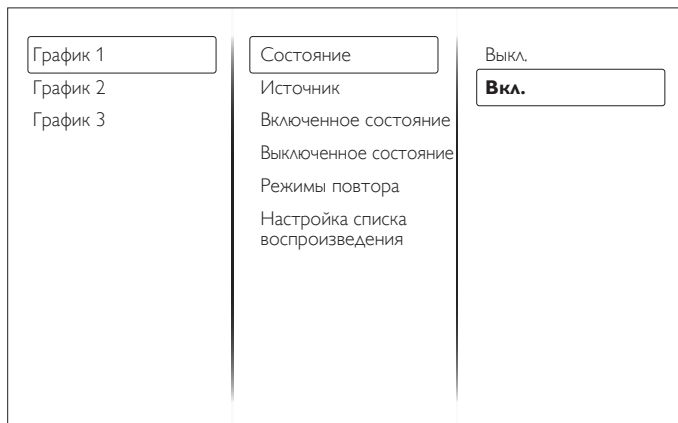 График 1
График 2
График 3
Состояние
Источник
Включенное состояние
Выключенное состояние
Режимы повтора
Настройка списка
воспроизведения
Выкл.
Вкл.